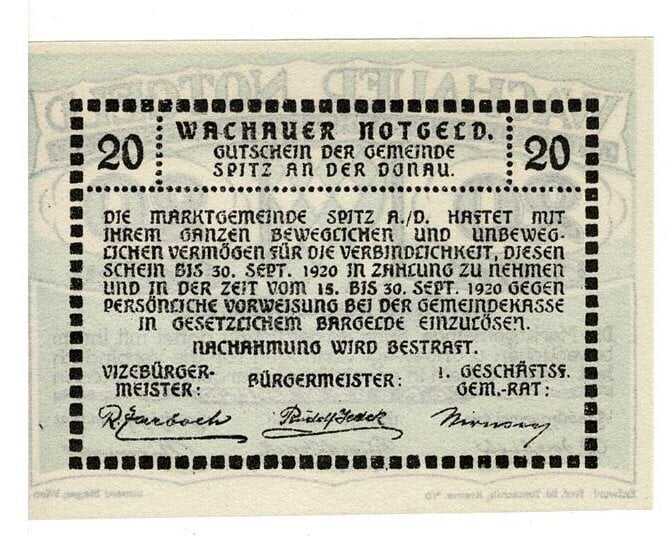 20 WACHAUER NOTGELD. 20
GUTSCHEIN DER GEMEINDE
SPITZ AN DER DONAU.
DIE MARKTGEMEINDE SPITZ A./D. HAFTET MIT
IHREM GANZEN BEWEGLICHEN UND UNBEWEG-
LICHEN VERMÖGEN FÜR DIE VERBINDLICHKEIT, DIESEN
SCHEIN BIS 30. SEPT. 1920 IN ZAHLUNG ZU NEHMEN
UND IN DER ZEIT VOM 15. BIS 30. SEPT. 1920 GEGEN
PERSÖNLICHE VORWEISUNG BEI DER GEMEINDEKASSE
IN GESETZLICHEM BARGELDE EINZULÖSEN.
NACHAHMUNG WIRD BESTRAFT.
VIZEBÜRGER-
MEISTER:
BÜRGERMEISTER:
1. GESCHÄFTSF.
GEM.-RAT: